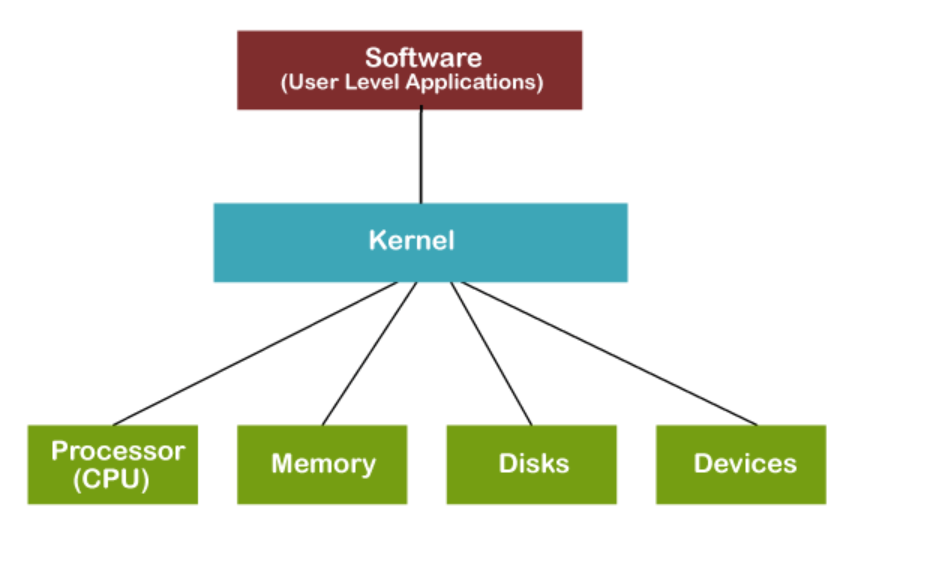 Software
(User Level Applications)
Kernel
Processor
(CPU)
Memory
Disks
Devices